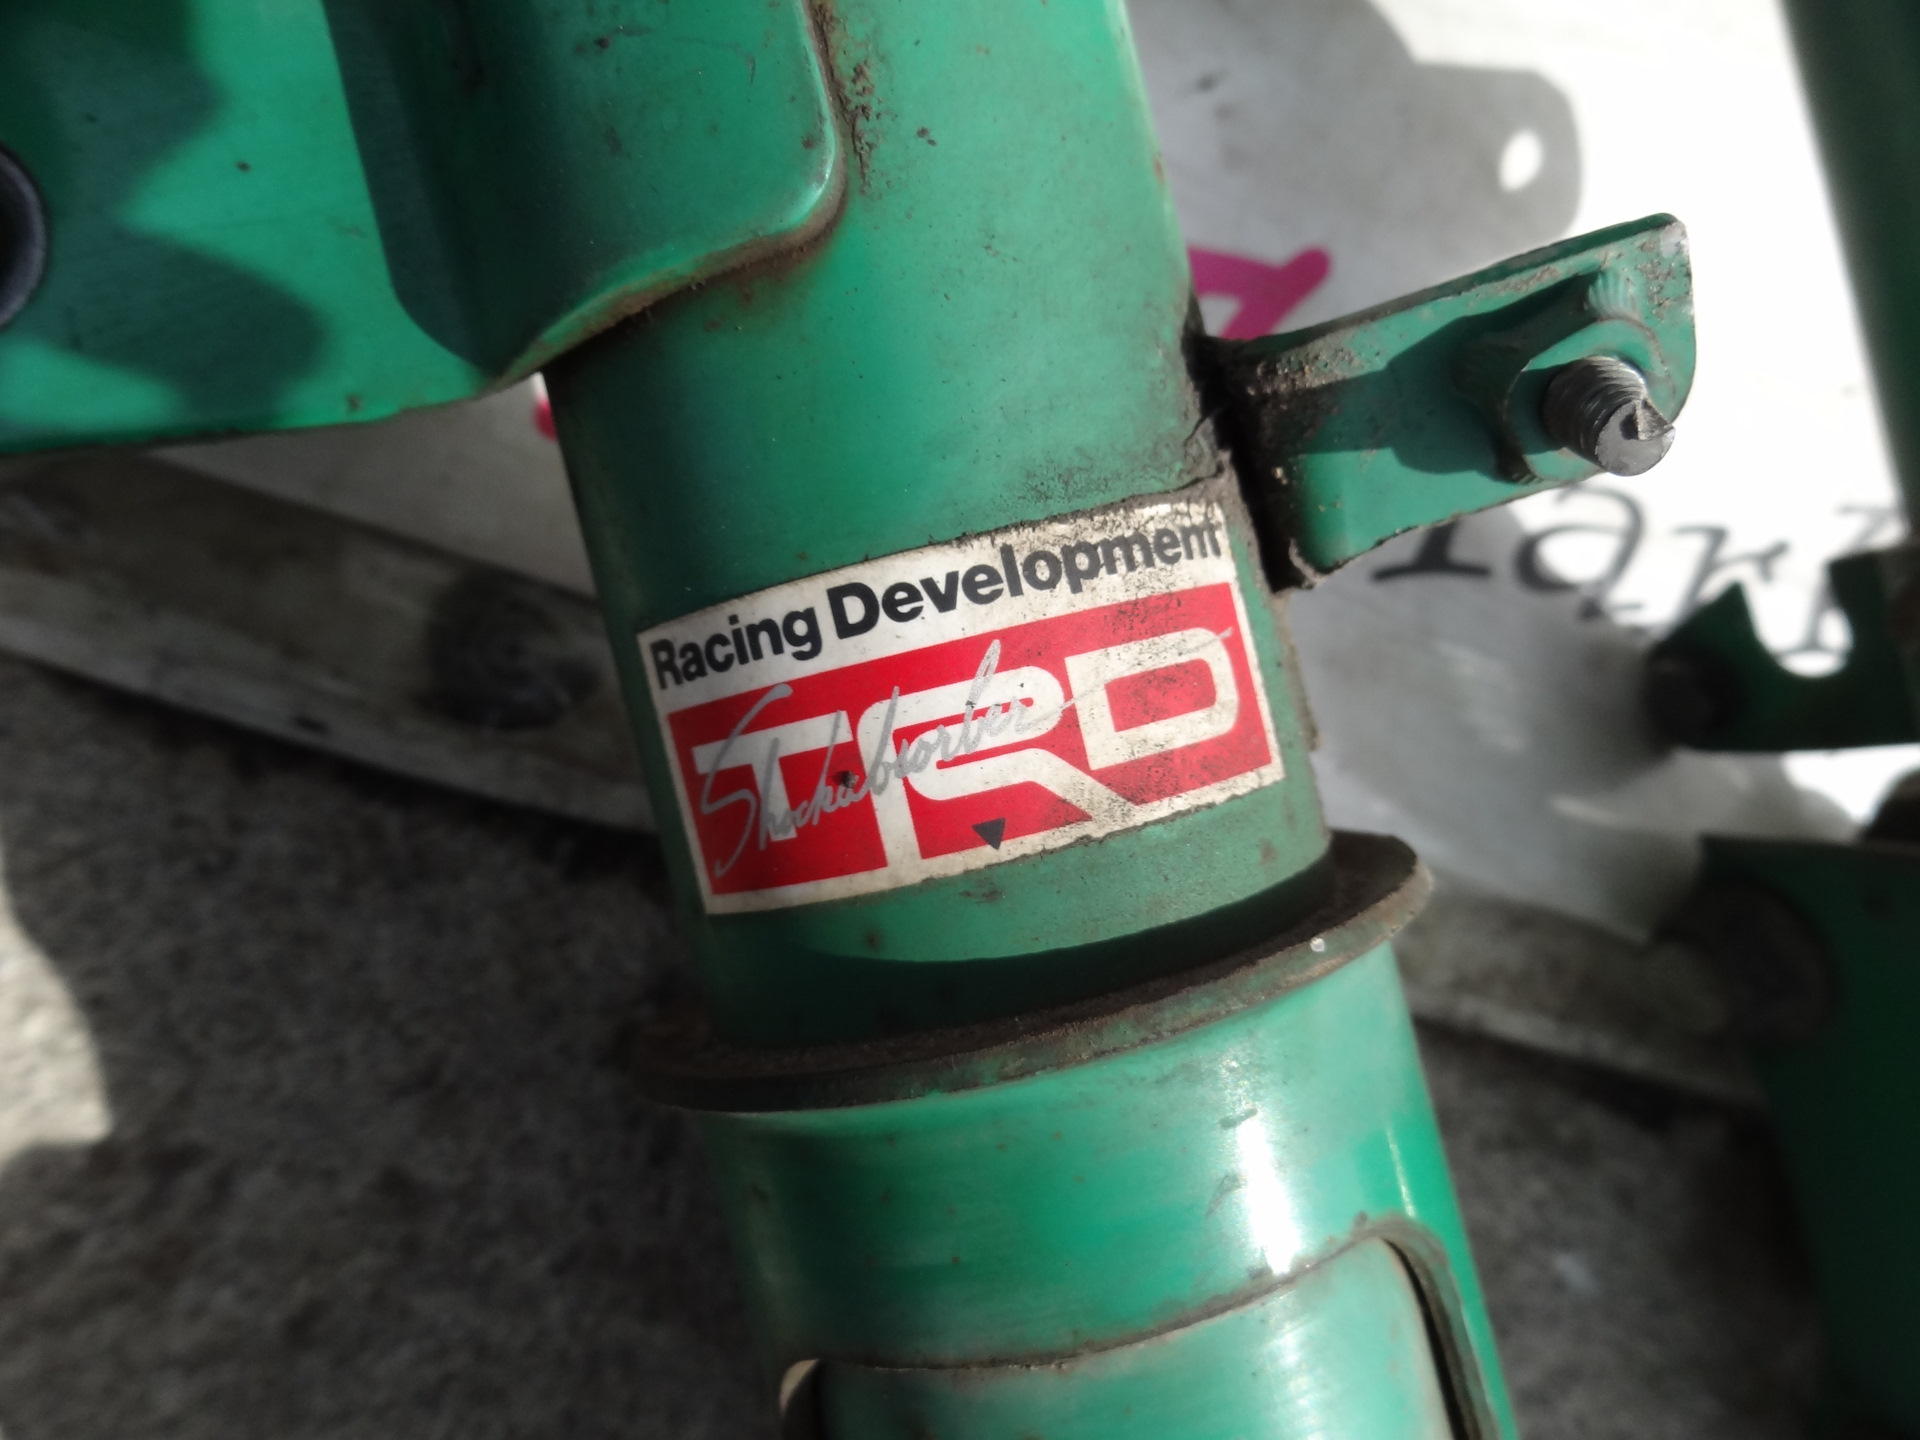 Racing Development
TRD
Shockabsorber